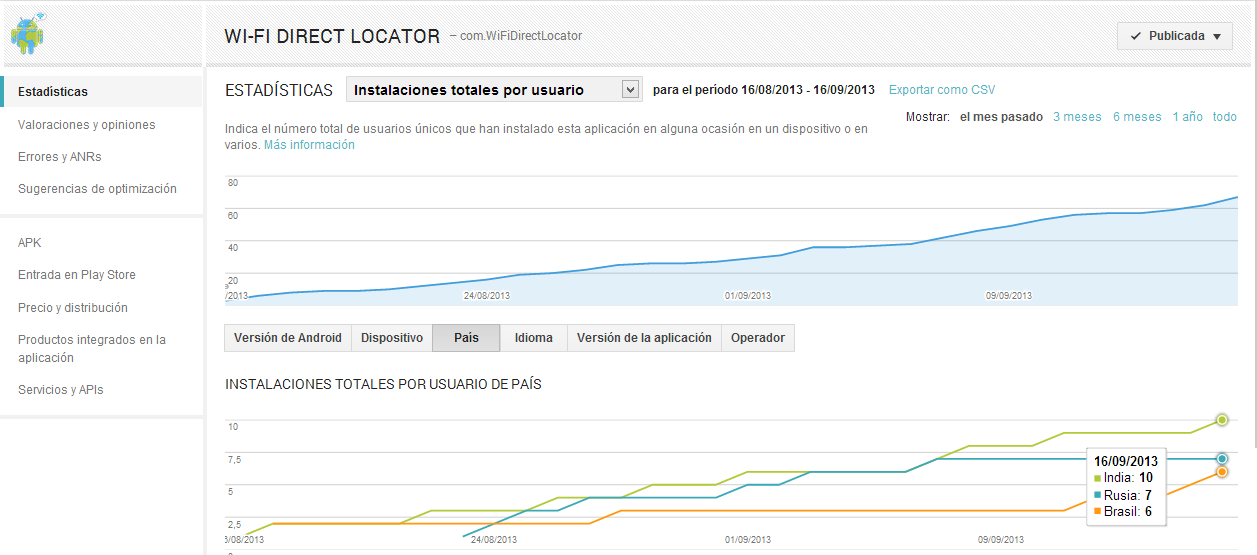 WI-FI DIRECT LOCATOR – com.WiFiDirectLocator
Publicada
Estadísticas
Valoraciones y opiniones
Errores y ANRs
Sugerencias de optimización
APK
Entrada en Play Store
Precio y distribución
Productos integrados en la
aplicación
Servicios y APIs
ESTADÍSTICAS Instalaciones totales por usuario para el periodo 16/08/2013 - 16/09/2013 Exportar como CSV
Mostrar: el mes pasado 3 meses 6 meses 1 año todo
Indica el número total de usuarios únicos que han instalado esta aplicación en alguna ocasión en un dispositivo o en
varios. Más información
80
60
40
20
/2013 24/08/2013 01/09/2013 09/09/2013
Versión de Android Dispositivo País Idioma Versión de la aplicación Operador
INSTALACIONES TOTALES POR USUARIO DE PAÍS
10
7,5
5
2,5
16/09/2013
India: 10
Rusia: 7
Brasil: 6
/08/2013 24/08/2013 01/09/2013 09/09/2013